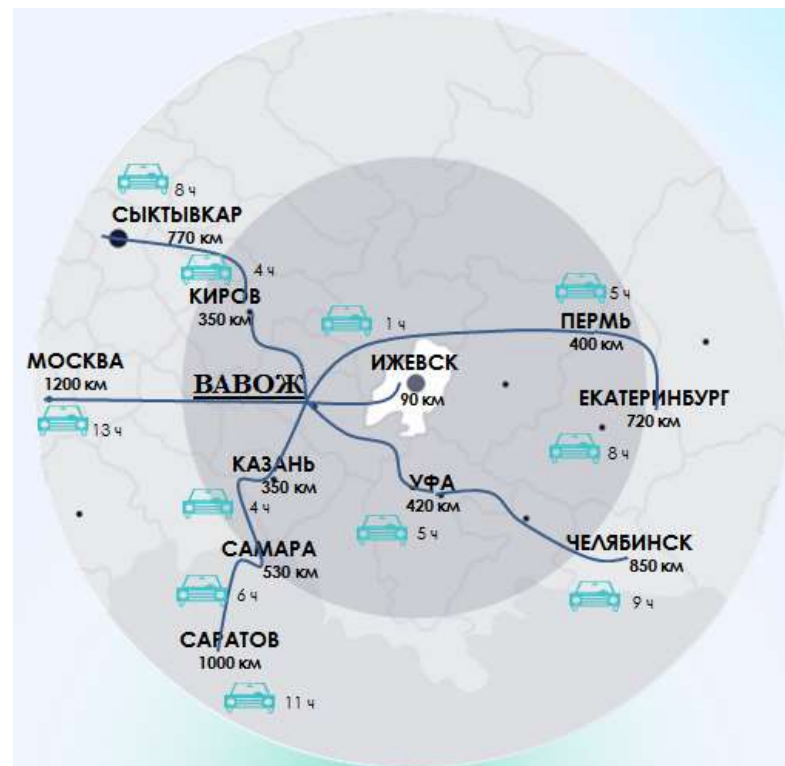 8 ч
СЫКТЫВКАР
770 км
4 ч
КИРОВ
350 км
1 ч
5 ч
ПЕРМЬ
400 км
МОСКВА
1200 км
13 ч
ВАВОЖ
ИЖЕВСК
90 км
ЕКАТЕРИНБУРГ
720 км
8 ч
КАЗАНЬ
350 км
4 ч
УФА
420 км
5 ч
САМАРА
530 км
6 ч
ЧЕЛЯБИНСК
850 км
9 ч
САРАТОВ
1000 км
11 ч